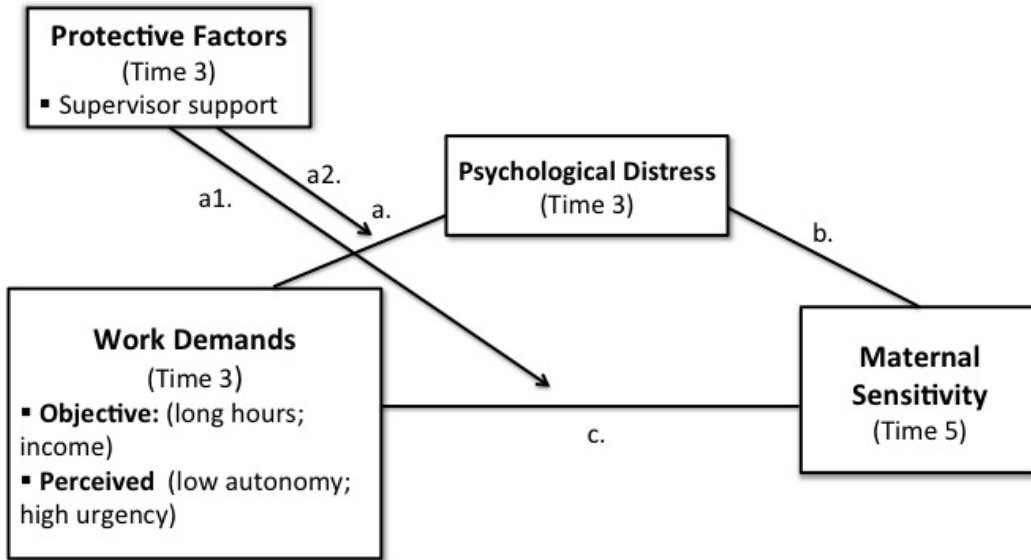 Protective Factors
(Time 3)
▪ Supervisor support
a2.
a1.
a.
Psychological Distress
(Time 3)
b.
Work Demands
(Time 3)
▪ Objective: (long hours;
income)
▪ Perceived (low autonomy;
high urgency)
c.
Maternal
Sensitivity
(Time 5)